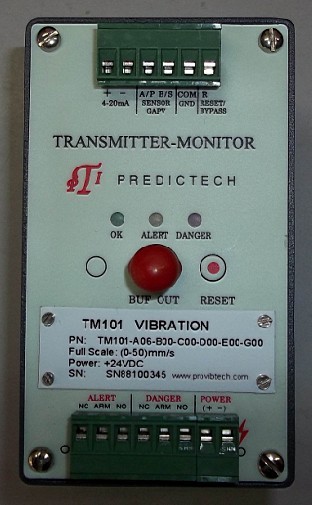 + - A/P B/S COM R
4-20mA SENSOR GND RESET/
GAPV BYPASS
TRANSMITTER-MONITOR
PTI PREDICTECH
OK ALERT DANGER
BUF OUT RESET
TM101 VIBRATION
PN: TM101-A06-B00-C00-D00-E00-G00
Full Scale: (0-50)mm/s
Power: +24VDC
SN: SN88100345 www.provibtech.com
ALERT DANGER POWER
NC ARM NO NC ARM NO (+ -)